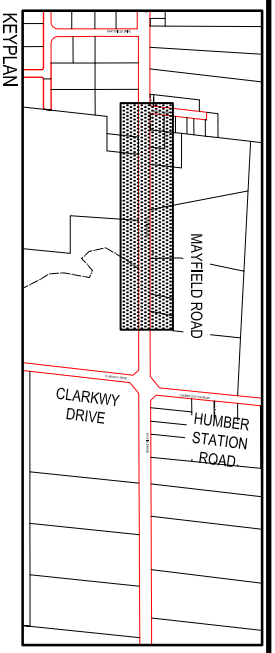 KEYPLAN
MAYFIELD ROAD
CLARKWY
DRIVE
HUMBER
STATION
ROAD